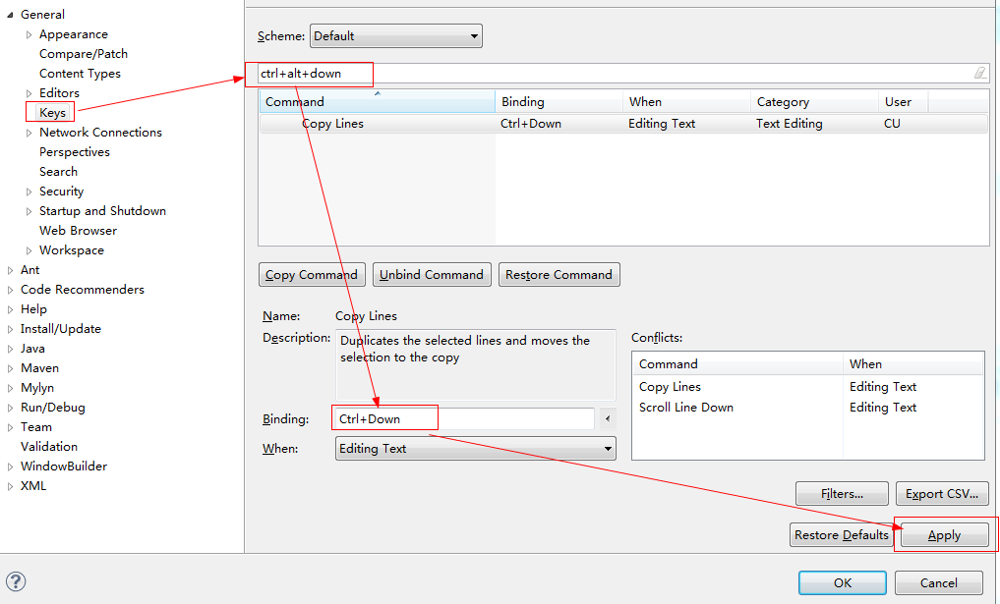 General
Appearance
Compare/Patch
Content Types
Editors
Keys
Network Connections
Perspectives
Search
Security
Startup and Shutdown
Web Browser
Workspace
Ant
Code Recommenders
Help
Install/Update
Java
Maven
Mylyn
Run/Debug
Team
Validation
WindowBuilder
XML
Scheme: Default
ctrl+alt+down
Command Binding When Category User
Copy Lines Ctrl+Down Editing Text Text Editing CU
Copy Command Unbind Command Restore Command
Name: Copy Lines
Description: Duplicates the selected lines and moves the
selection to the copy
Binding: Ctrl+Down
When: Editing Text
Conflicts:
Command When
Copy Lines Editing Text
Scroll Line Down Editing Text
Filters... Export CSV...
Restore Defaults Apply
? OK Cancel